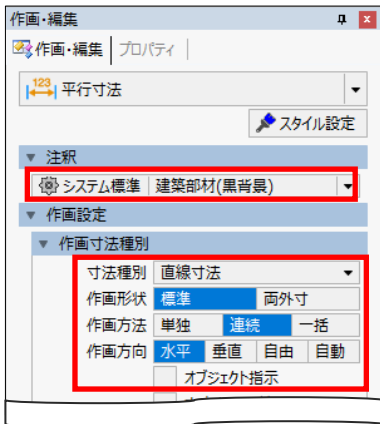 作画・編集
作画・編集 プロパティ
123 平行寸法
スタイル設定
注釈
システム標準 建築部材(黒背景)
作画設定
作画寸法種別
寸法種別 直線寸法
作画形状 標準 両外寸
作画方法 単独 連続 一括
作画方向 水平 垂直 自由 自動
オブジェクト指示